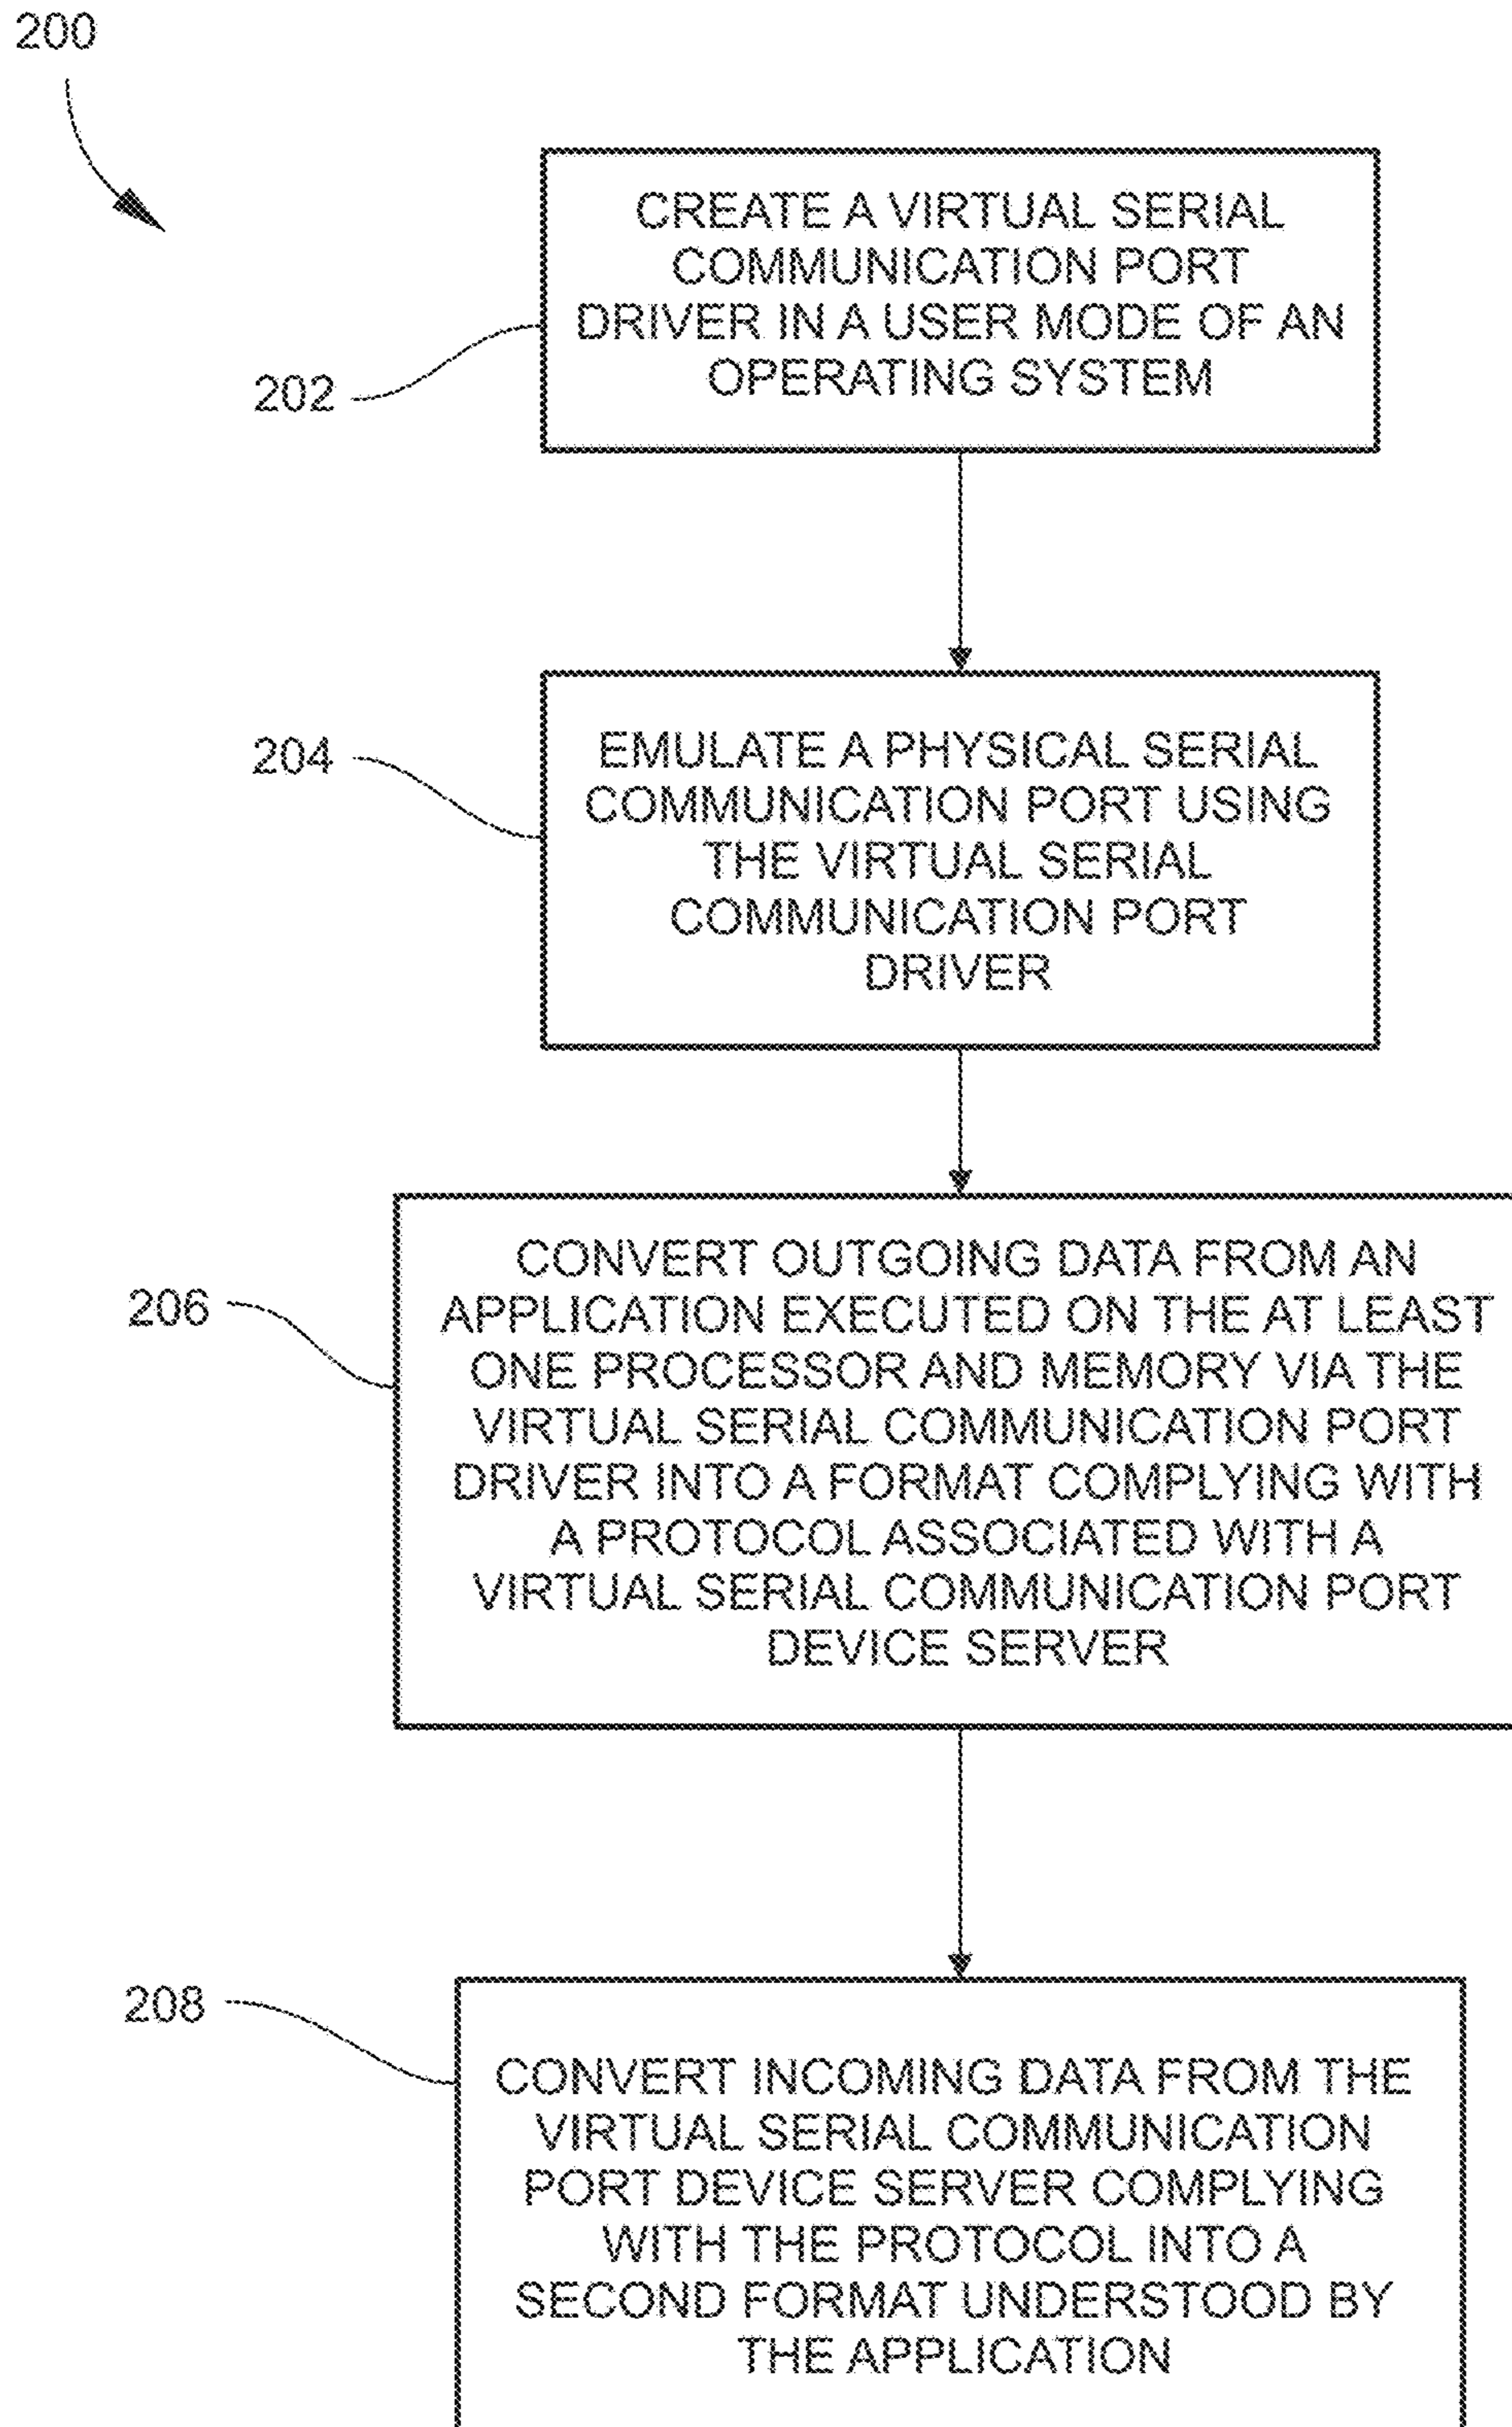 200
CREATE A VIRTUAL SERIAL
COMMUNICATION PORT
DRIVER IN A USER MODE OF AN
OPERATING SYSTEM
202
204
EMULATE A PHYSICAL SERIAL
COMMUNICATION PORT USING
THE VIRTUAL SERIAL
COMMUNICATION PORT
DRIVER
206
CONVERT OUTGOING DATA FROM AN
APPLICATION EXECUTED ON THE AT LEAST
ONE PROCESSOR AND MEMORY VIA THE
VIRTUAL SERIAL COMMUNICATION PORT
DRIVER INTO A FORMAT COMPLYING WITH
A PROTOCOL ASSOCIATED WITH A
VIRTUAL SERIAL COMMUNICATION PORT
DEVICE SERVER
208
CONVERT INCOMING DATA FROM THE
VIRTUAL SERIAL COMMUNICATION
PORT DEVICE SERVER COMPLYING
WITH THE PROTOCOL INTO A
SECOND FORMAT UNDERSTOOD BY
THE APPLICATION